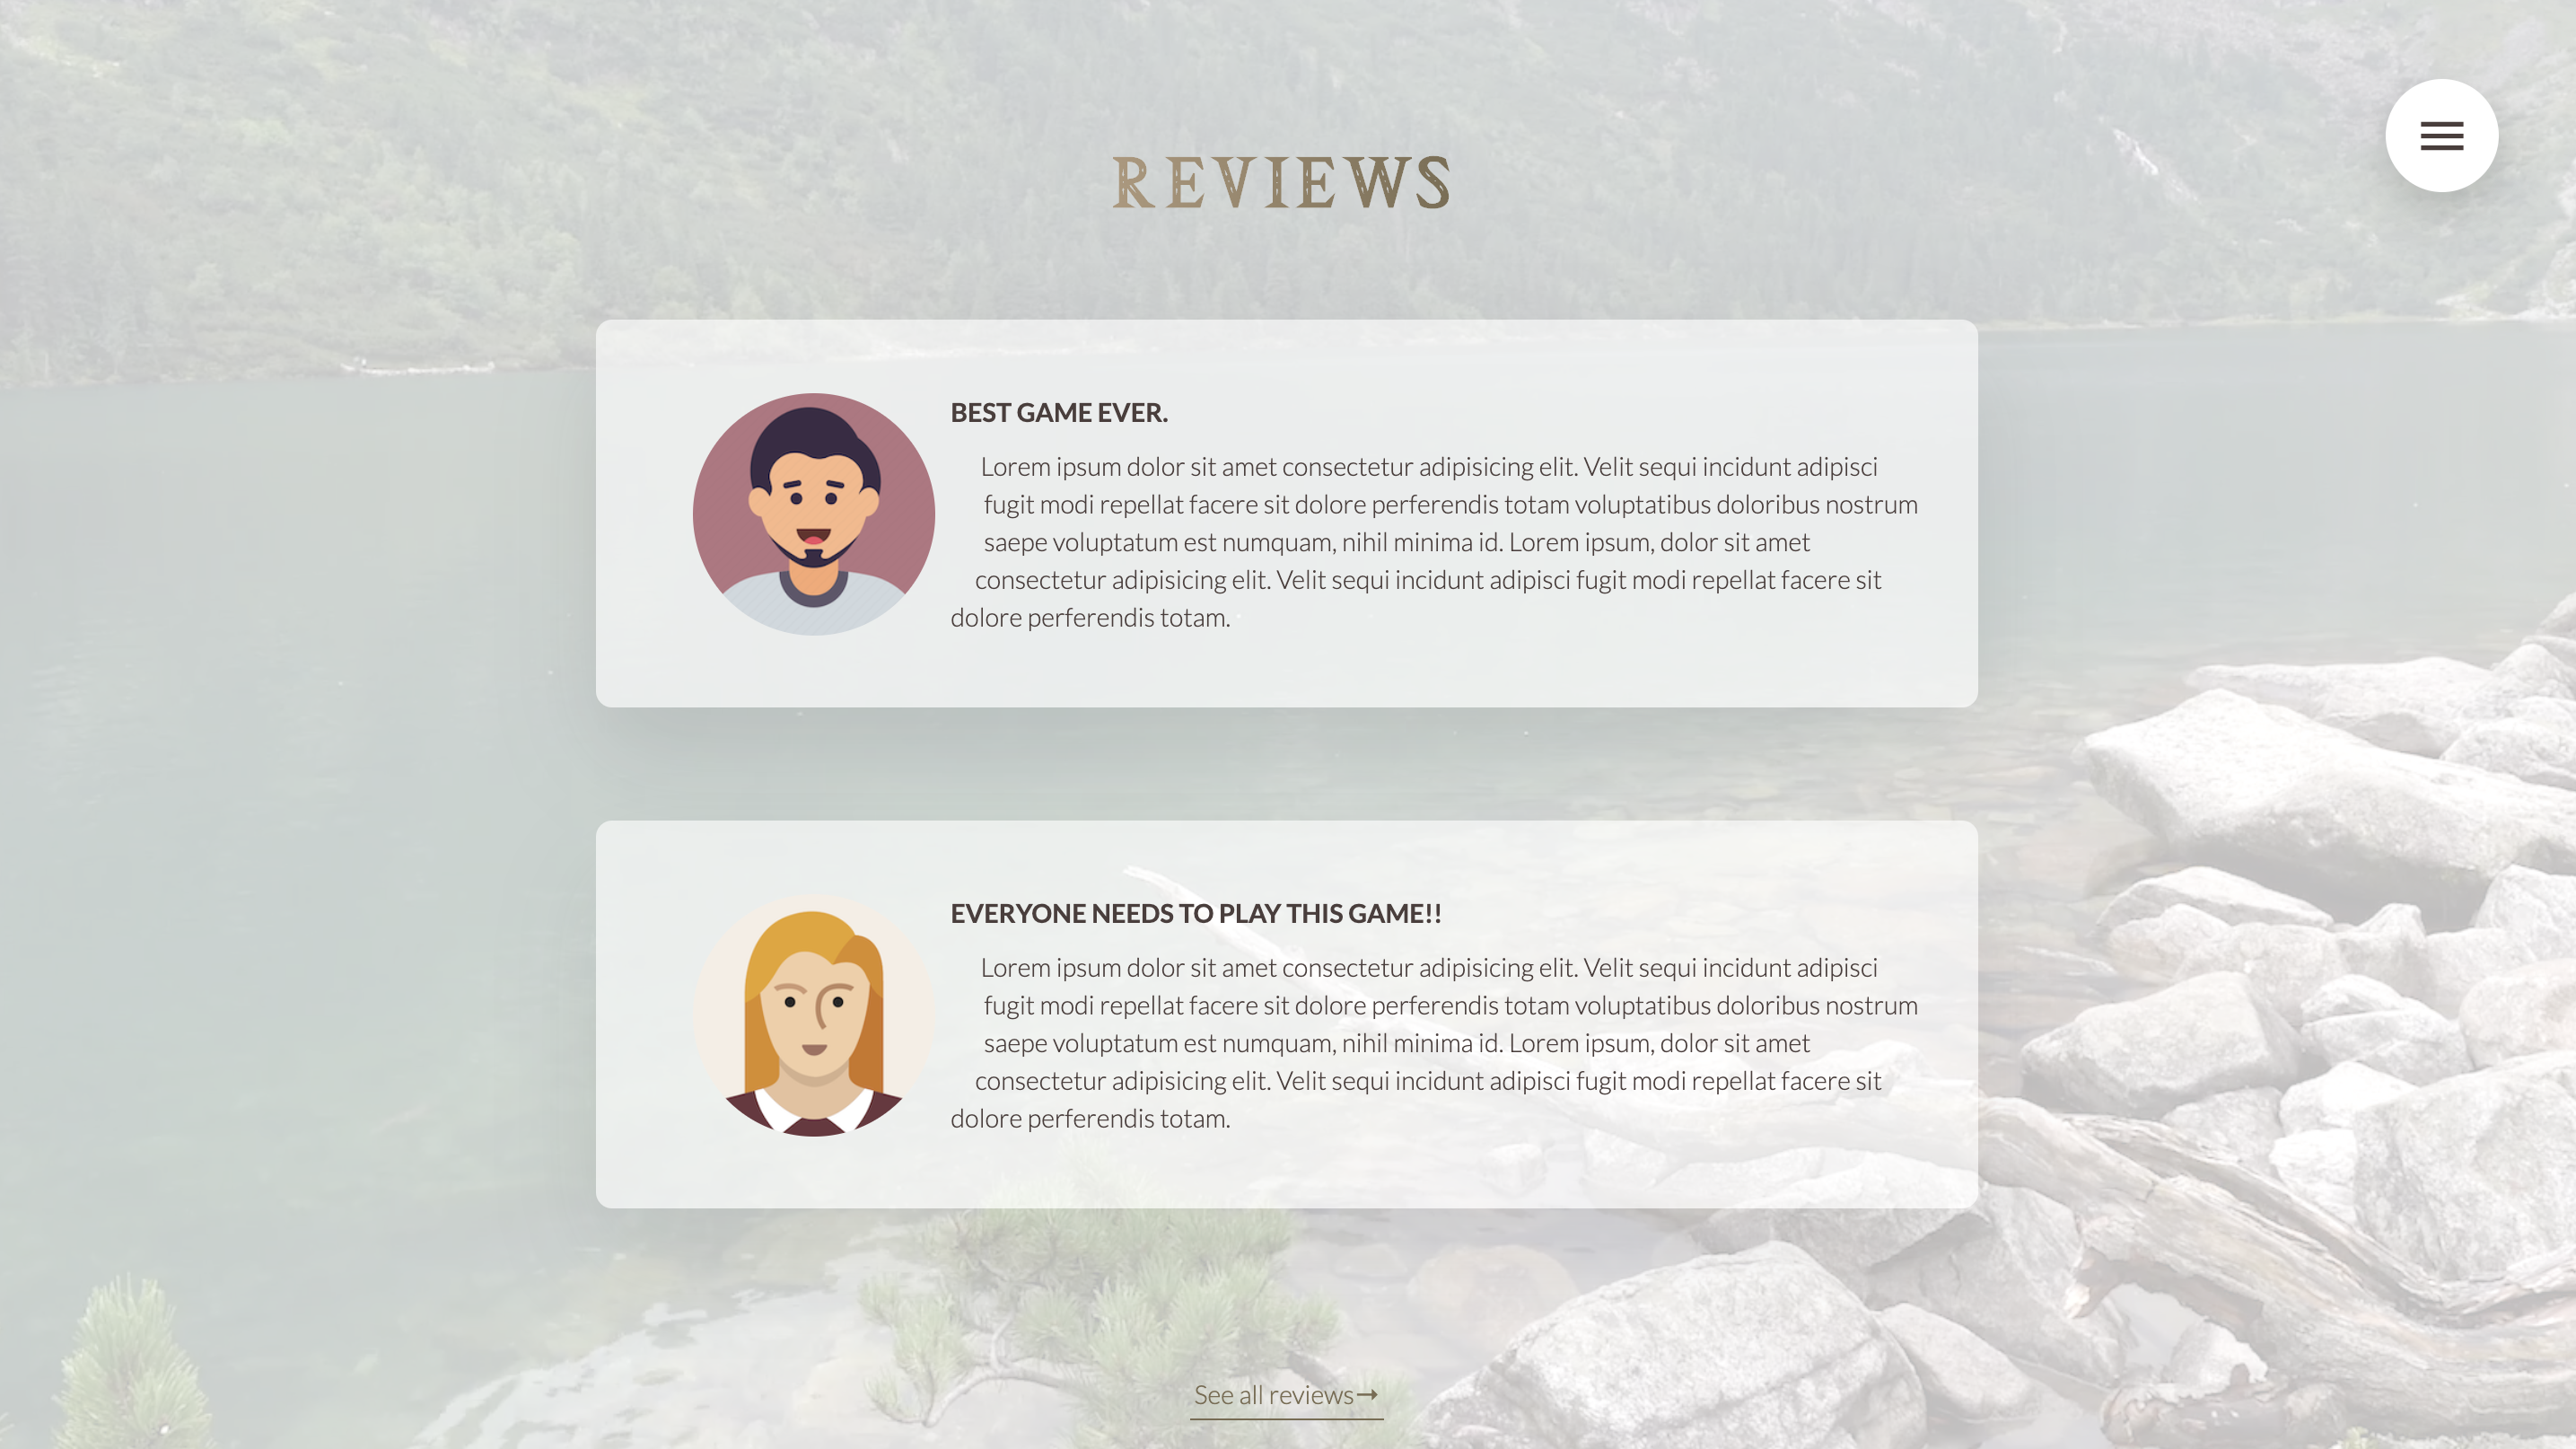 REVIEWS
BEST GAME EVER.
Lorem ipsum dolor sit amet consectetur adipisicing elit. Velit sequi incidunt adipisci
fugit modi repellat facere sit dolore perferendis totam voluptatibus doloribus nostrum
saepe voluptatum est numquam, nihil minima id. Lorem ipsum, dolor sit amet
consectetur adipisicing elit. Velit sequi incidunt adipisci fugit modi repellat facere sit
dolore perferendis totam.
EVERYONE NEEDS TO PLAY THIS GAME!!
Lorem ipsum dolor sit amet consectetur adipisicing elit. Velit sequi incidunt adipisci
fugit modi repellat facere sit dolore perferendis totam voluptatibus doloribus nostrum
saepe voluptatum est numquam, nihil minima id. Lorem ipsum, dolor sit amet
consectetur adipisicing elit. Velit sequi incidunt adipisci fugit modi repellat facere sit
dolore perferendis totam.
See all reviews→